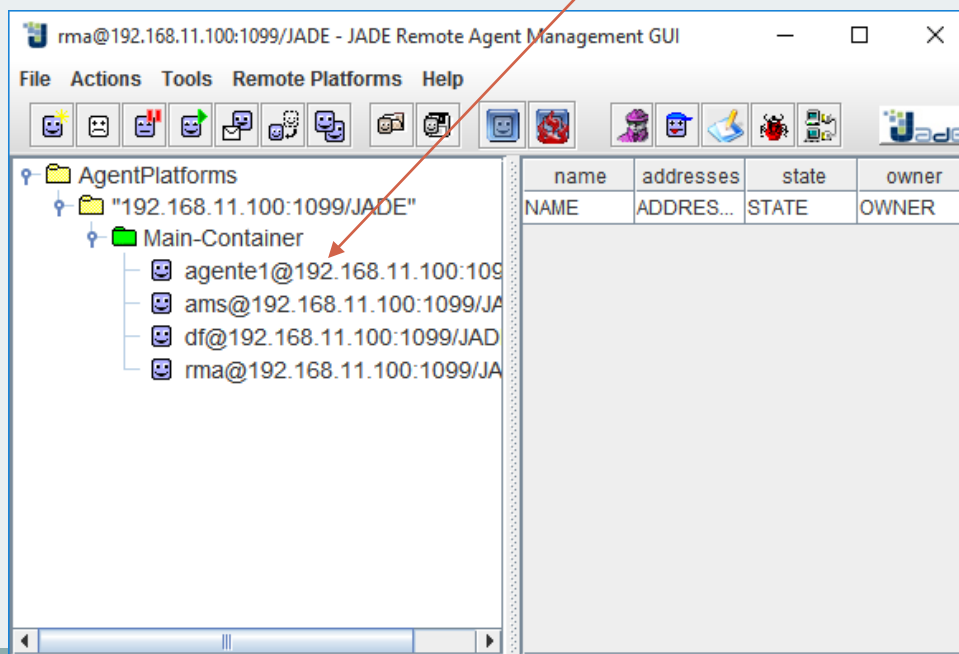 rma@192.168.11.100:1099/JADE - JADE Remote Agent Management GUI
File Actions Tools Remote Platforms Help
Jade
AgentPlatforms
"192.168.11.100:1099/JADE"
Main-Container
agente1@192.168.11.100:109
ams@192.168.11.100:1099/JA
df@192.168.11.100:1099/JAD
rma@192.168.11.100:1099/JA
name addresses state owner
NAME ADDRES... STATE OWNER